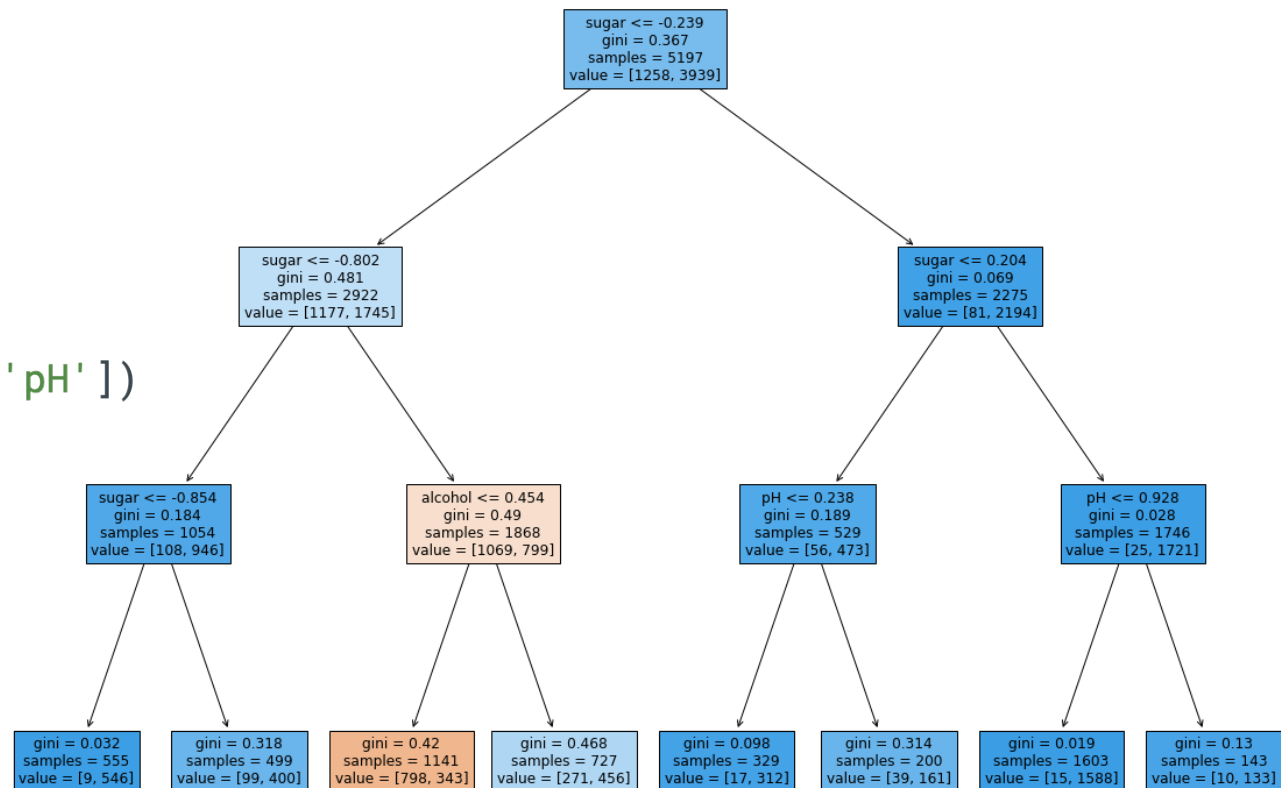 sugar <= -0.239
gini = 0.367
samples = 5197
value = [1258, 3939]
sugar <= -0.802
gini = 0.481
samples = 2922
value = [1177, 1745]
sugar <= 0.204
gini = 0.069
samples = 2275
value = [81, 2194]
'pH'])
sugar <= -0.854
gini = 0.184
samples = 1054
value = [108, 946]
alcohol <= 0.454
gini = 0.49
samples = 1868
value = [1069, 799]
pH <= 0.238
gini = 0.189
samples = 529
value = [56, 473]
pH <= 0.928
gini = 0.028
samples = 1746
value = [25, 1721]
gini = 0.032
samples = 555
value = [9, 546]
gini = 0.318
samples = 499
value = [99, 400]
gini = 0.42
samples = 1141
value = [798, 343]
gini = 0.468
samples = 727
value = [271, 456]
gini = 0.098
samples = 329
value = [17, 312]
gini = 0.314
samples = 200
value = [39, 161]
gini = 0.019
samples = 1603
value = [15, 1588]
gini = 0.13
samples = 143
value = [10, 133]